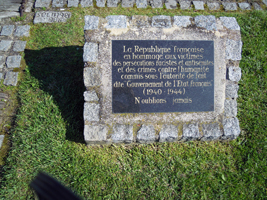 La République Française
en hommage aux victimes
des persécutions racistes et antisémites
et des crimes contre l'humanité
commis sous l'autorité de fait
dite Gouvernement de l'Etat français
(1940 - 1944)
N'oublions jamais